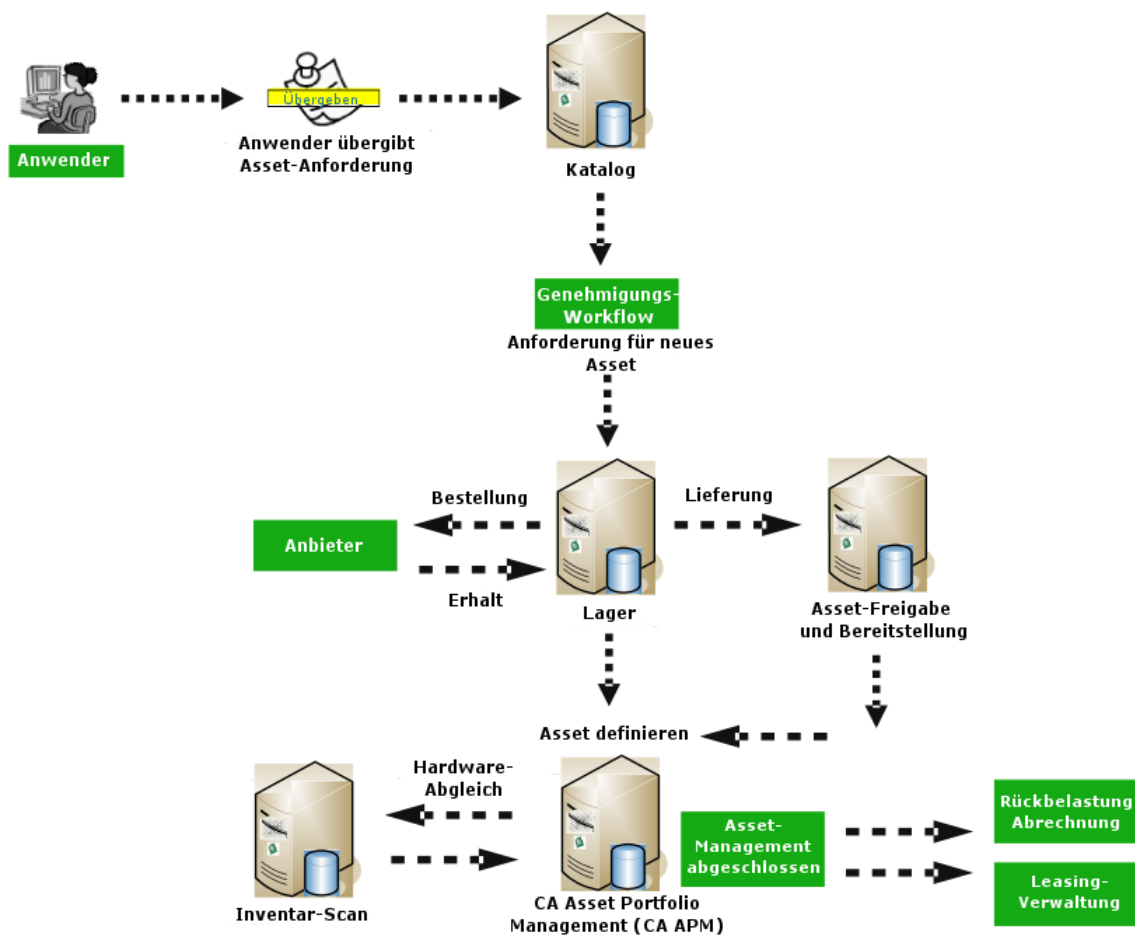 Übergeben
Anwender
Anwender übergibt
Asset-Anforderung
Katalog
Genehmigungs-
Workflow
Anforderung für neues
Asset
Bestellung
Lieferung
Anbieter
Erhalt
Lager
Asset-Freigabe
und Bereitstellung
Asset definieren
Hardware-
Abgleich
Inventar-Scan
CA Asset Portfolio
Management (CA APM)
Asset-
Management
abgeschlossen
Rückbelastung
Abrechnung
Leasing-
Verwaltung